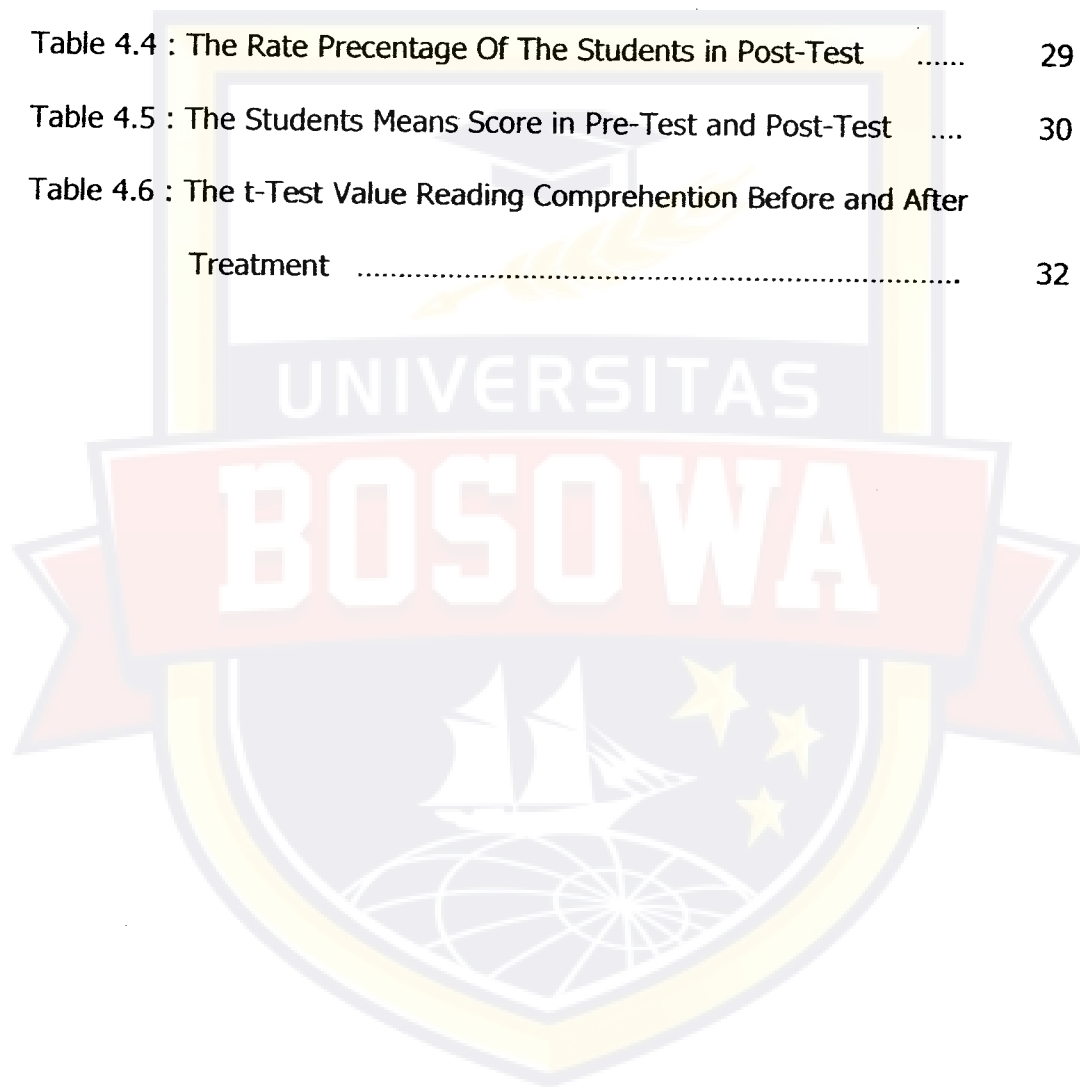 Table 4.4 : The Rate Precentage Of The Students in Post-Test ...... 29
Table 4.5 : The Students Means Score in Pre-Test and Post-Test .... 30
Table 4.6 : The t-Test Value Reading Comprehention Before and After
Treatment .......................................................................... 32
UNIVERSITAS
BOSOWA